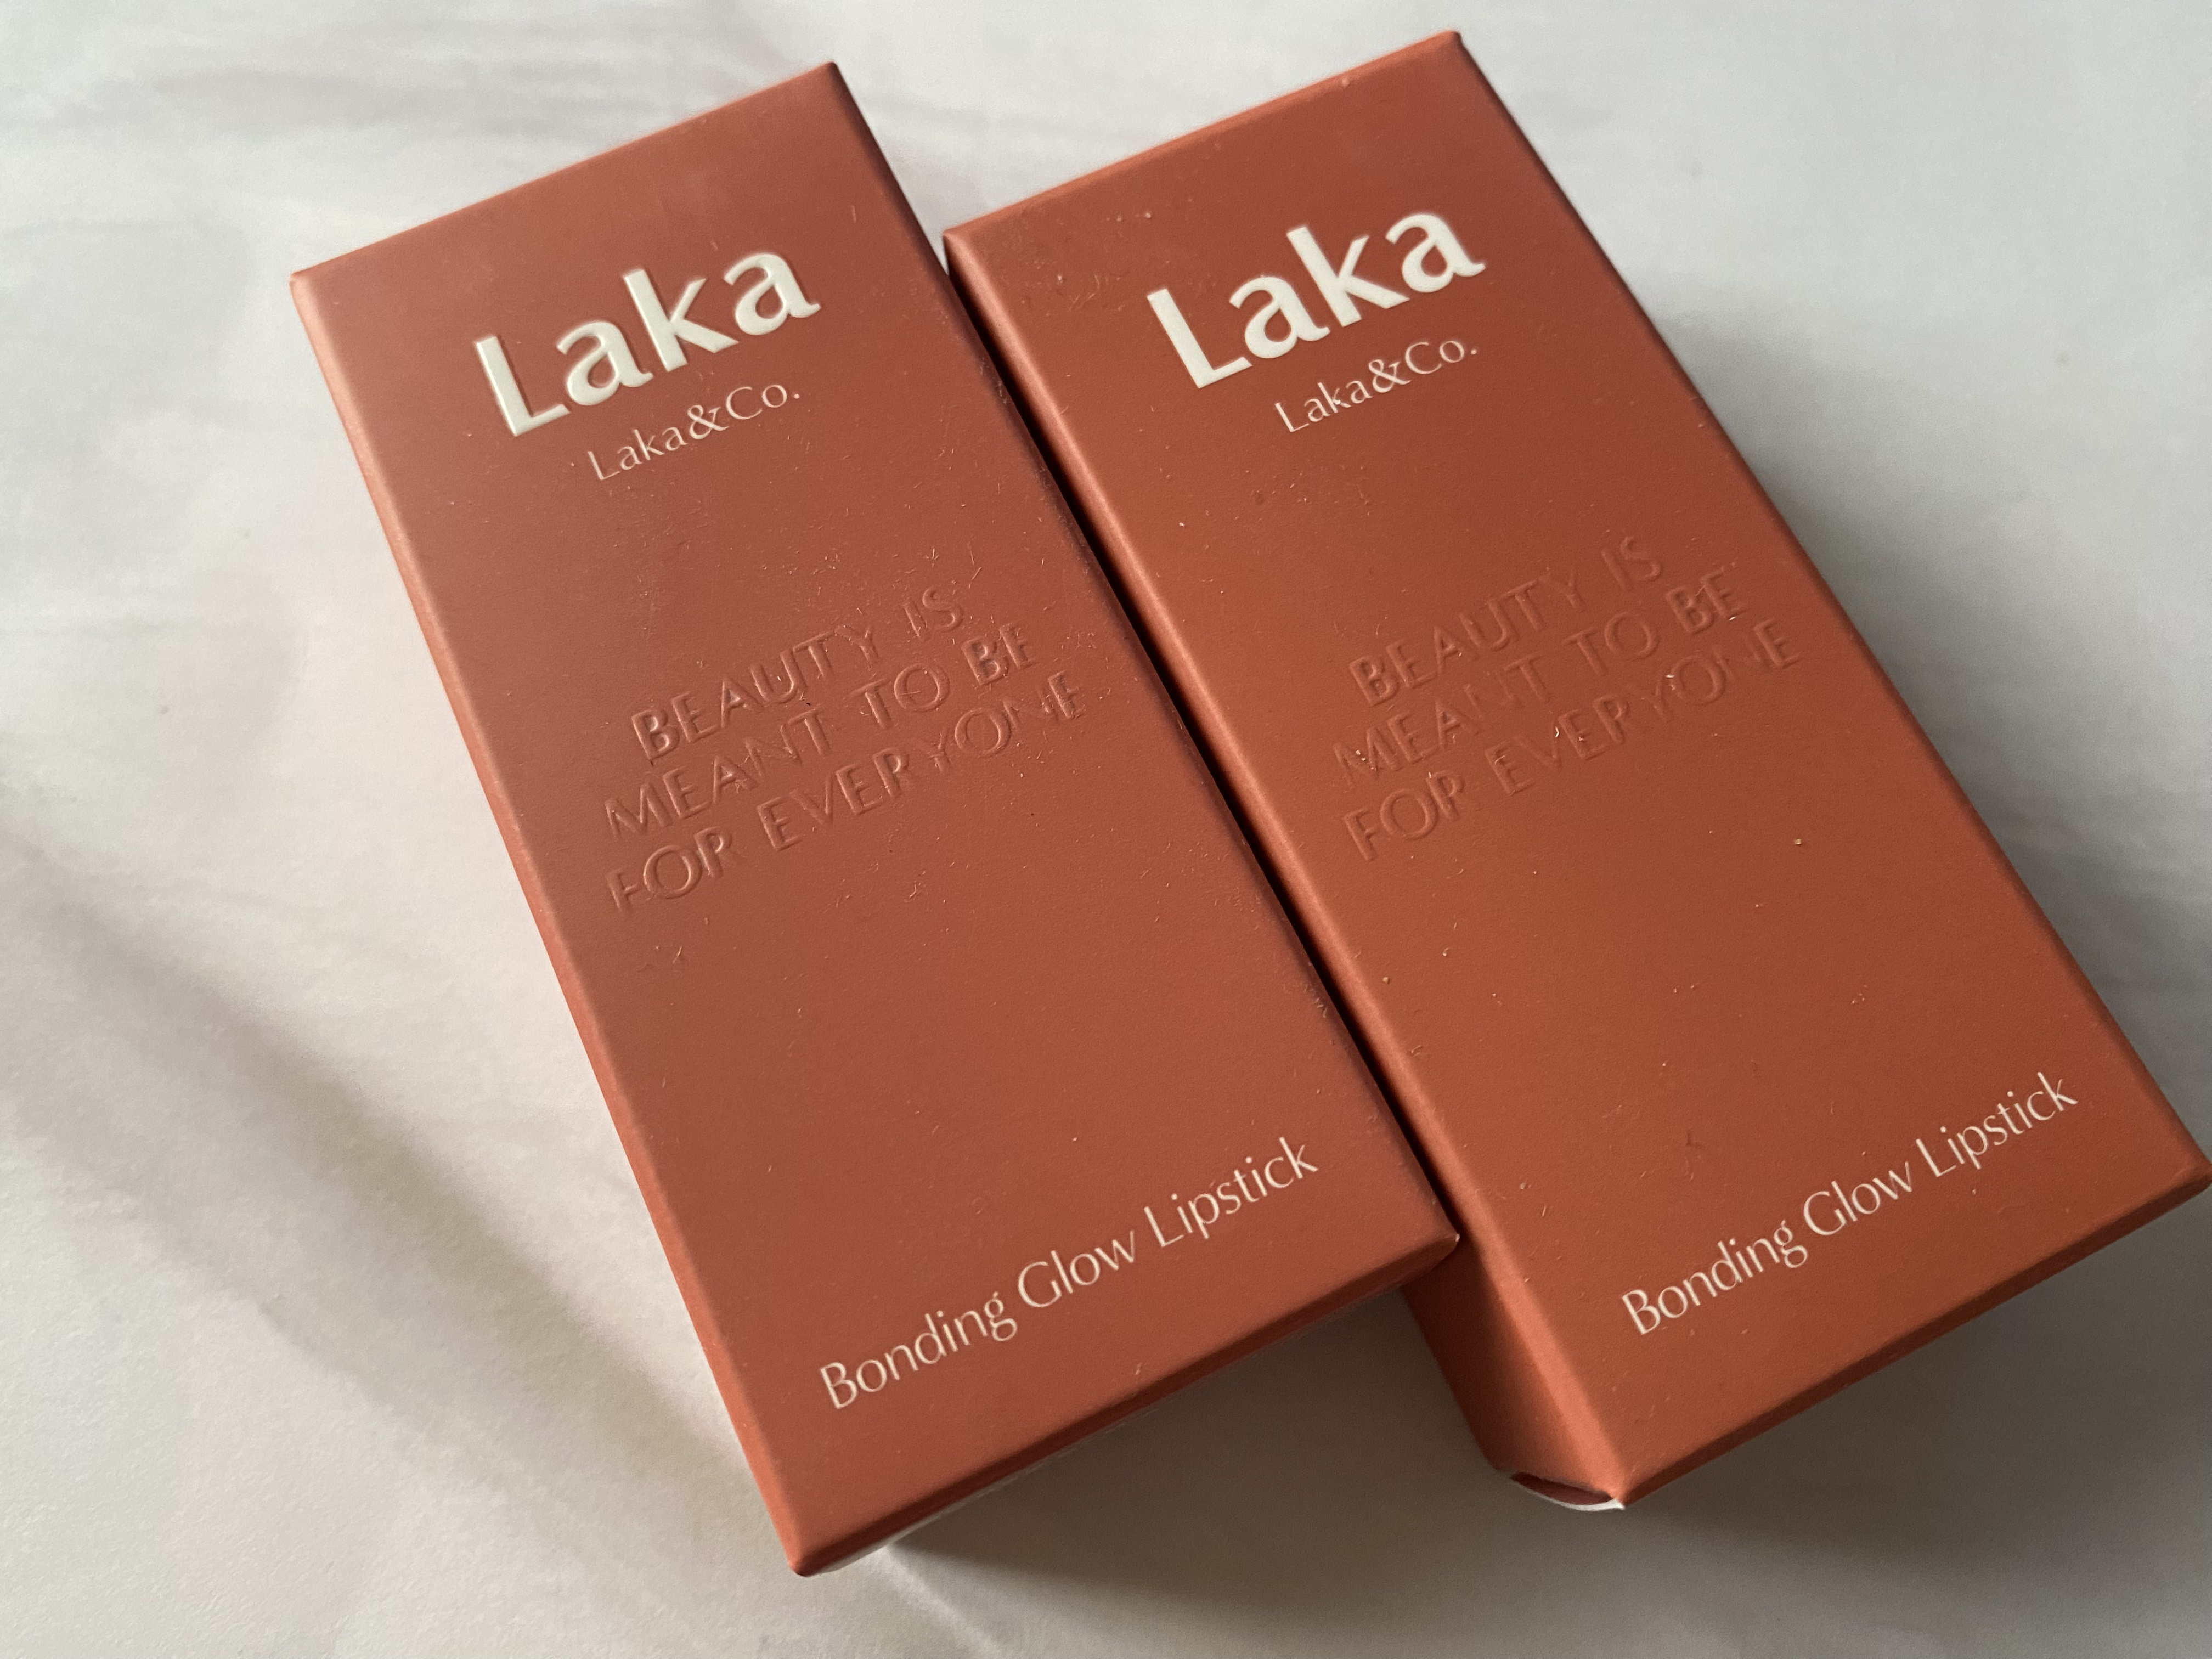 Laka
Laka&Co.
BEAUTY IS
MEANT TO BE
FOR EVERYONE
Bonding Glow Lipstick
Laka
Laka&Co.
BEAUTY IS
MEANT TO BE
FOR EVERYONE
Bonding Glow Lipstick